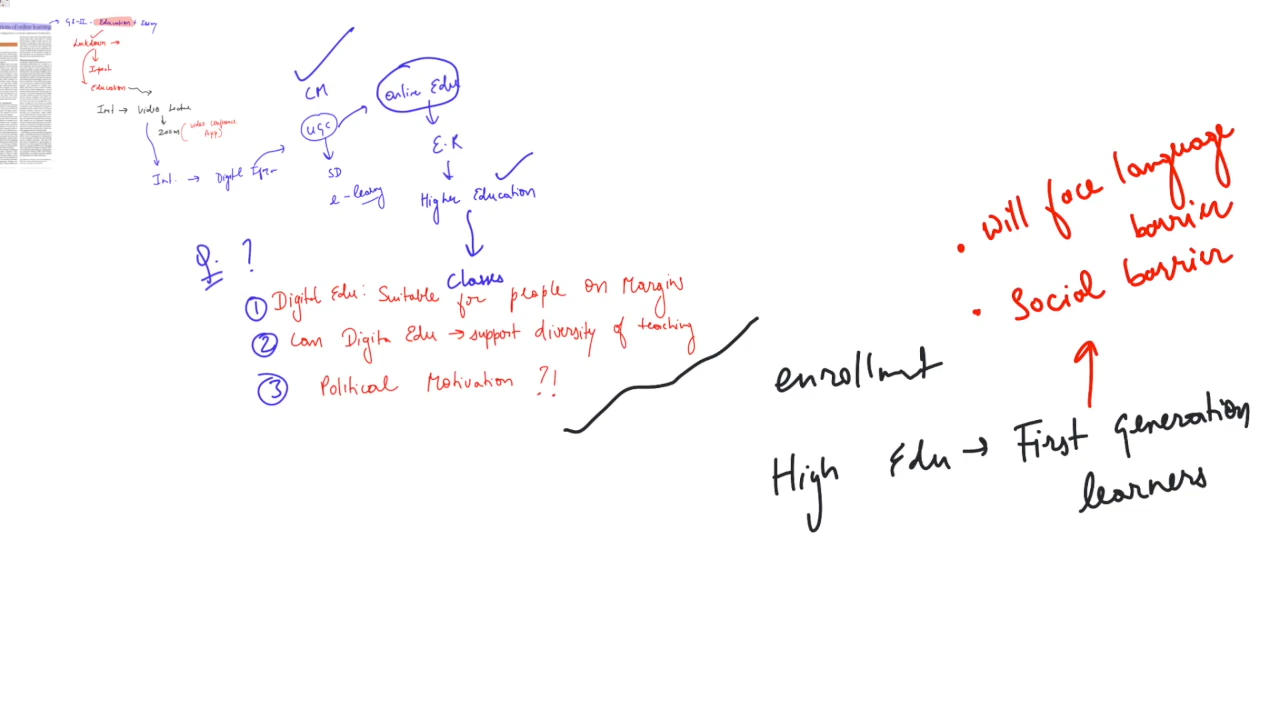 GS-II - Education + Essay
Lockdown →
Impact
Education
Inst → Video Lecture
Zoom (Video Conference App)
Int. → Digital
CM
UGC
SD
e-learning
Online Edu
E.R
Higher Education
Classes
Q. ?
① Digital Edu: Suitable for people on Margins
② Can Digital Edu → support diversity of teaching
③ Political Motivation ?!
• Will face language
barrier
• Social barrier
enrollment
High Edu → First generation
learners